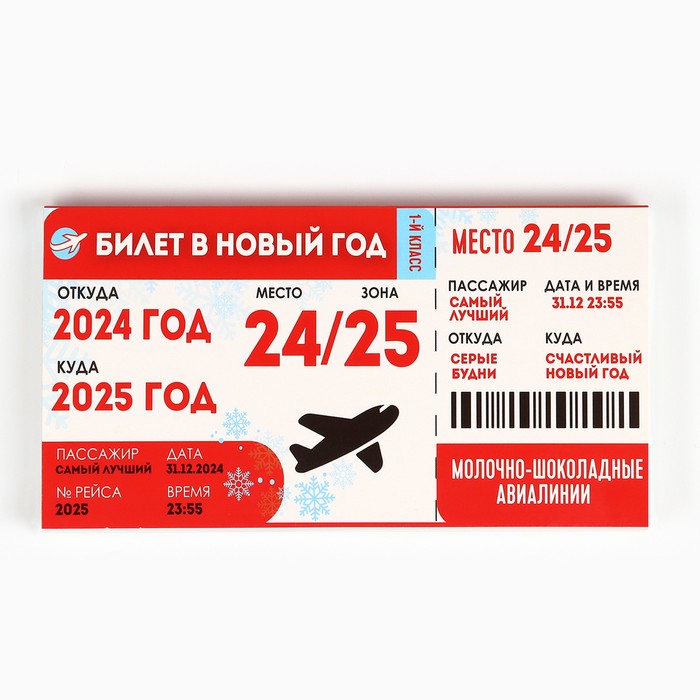 БИЛЕТ В НОВЫЙ ГОД
1-Й КЛАСС
ОТКУДА
2024 ГОД
КУДА
2025 ГОД
МЕСТО ЗОНА
24/25
ПАССАЖИР ДАТА
САМЫЙ ЛУЧШИЙ 31.12.2024
№ РЕЙСА ВРЕМЯ
2025 23:55
МЕСТО 24/25
ПАССАЖИР ДАТА И ВРЕМЯ
САМЫЙ 31.12 23:55
ЛУЧШИЙ
ОТКУДА КУДА
СЕРЫЕ СЧАСТЛИВЫЙ
БУДНИ НОВЫЙ ГОД
МОЛОЧНО-ШОКОЛАДНЫЕ
АВИАЛИНИИ